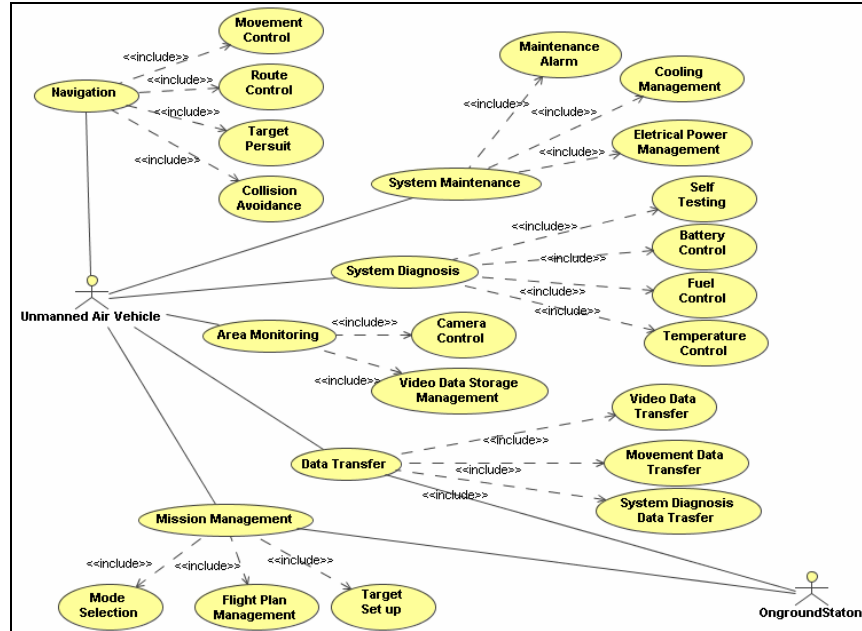 Movement
Control
<<include>>
Route
Control
<<include>>
Navigation
<<include>>
Target
Persuit
<<include>>
Collision
Avoidance
Maintenance
Alarm
Cooling
Management
<<include>>
<<include>>
Eletrical Power
Management
<<include>>
System Maintenance
Self
Testing
<<include>>
Battery
Control
<<include>>
System Diagnosis
Fuel
Control
<<include>>
<<include>>
Temperature
Control
Unmanned Air Vehicle
Area Monitoring
<<include>>
Camera
Control
<<include>>
Video Data Storage
Management
Video Data
Transfer
<<include>>
Data Transfer
<<include>>
Movement Data
Transfer
<<include>>
System Diagnosis
Data Trasfer
Mission Management
<<include>>
<<include>>
<<include>>
Mode
Selection
Flight Plan
Management
Target
Set up
OngroundStaton